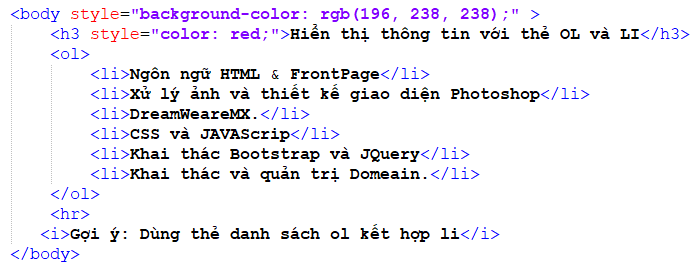 <body style="background-color: rgb(196, 238, 238);" >
<h3 style="color: red;">Hiển thị thông tin với thẻ OL và LI</h3>
<ol>
<li>Ngôn ngữ HTML & FrontPage</li>
<li>Xử lý ảnh và thiết kế giao diện Photoshop</li>
<li>DreamWeareMX.</li>
<li>CSS và JAVAScrip</li>
<li>Khai thác Bootstrap và JQuery</li>
<li>Khai thác và quản trị Domeain.</li>
</ol>
<hr>
<i>Gợi ý: Dùng thẻ danh sách ol kết hợp li</i>
</body>